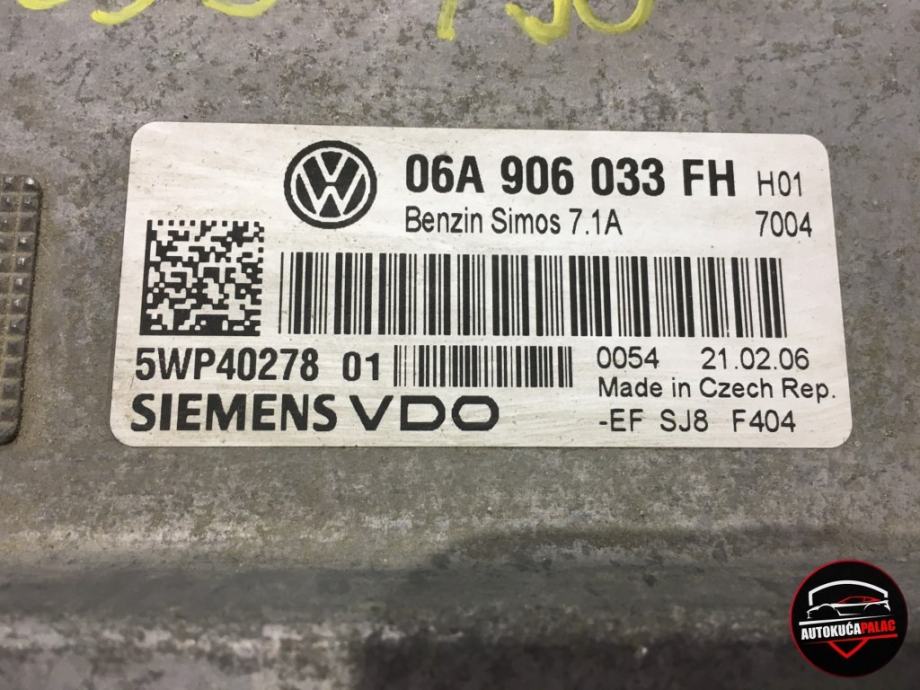 06A 906 033 FH H01
Benzin Simos 7.1A 7004
5WP40278 01 0054 21.02.06
Made in Czech Rep.
SIEMENS VDO -EF SJ8 F404
AUTOKUĆAPALAC